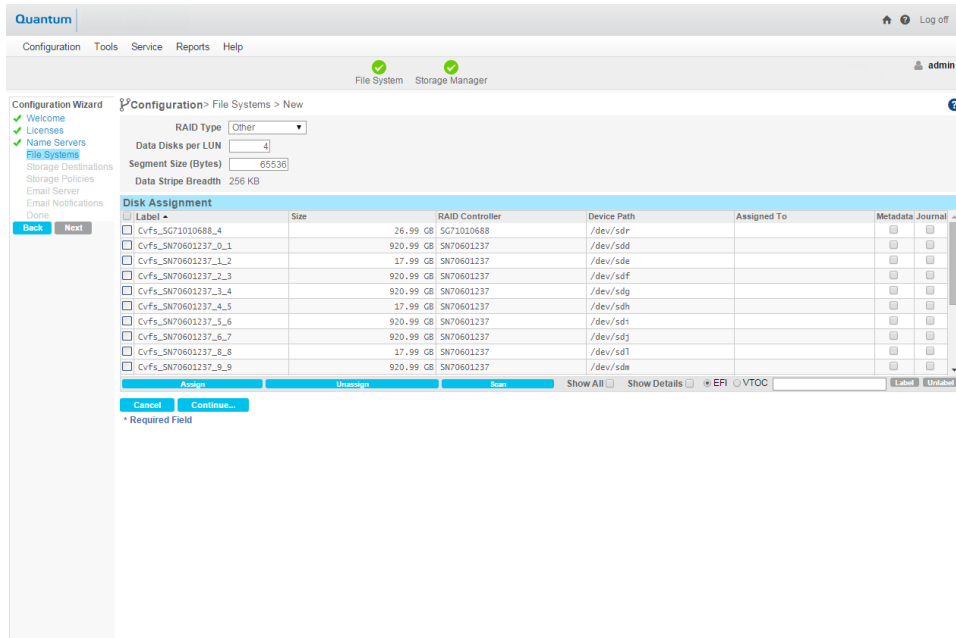 Quantum
Log off
Configuration Tools Service Reports Help
File System Storage Manager
admin
Configuration Wizard
Welcome
Licenses
Name Servers
File Systems
Storage Destinations
Storage Policies
Email Server
Email Notifications
Done
Back Next
Configuration> File Systems > New
RAID Type Other
Data Disks per LUN 4
Segment Size (Bytes) 65536
Data Stripe Breadth 256 KB
Disk Assignment
Label Size RAID Controller Device Path Assigned To Metadata Journal
Cvfs_SG71010688_4 26.99 GB SG71010688 /dev/sdr
Cvfs_SN70601237_0_1 920.99 GB SN70601237 /dev/sdd
Cvfs_SN70601237_1_2 17.99 GB SN70601237 /dev/sde
Cvfs_SN70601237_2_3 920.99 GB SN70601237 /dev/sdf
Cvfs_SN70601237_3_4 920.99 GB SN70601237 /dev/sdg
Cvfs_SN70601237_4_5 17.99 GB SN70601237 /dev/sdh
Cvfs_SN70601237_5_6 920.99 GB SN70601237 /dev/sdi
Cvfs_SN70601237_6_7 920.99 GB SN70601237 /dev/sdj
Cvfs_SN70601237_8_8 17.99 GB SN70601237 /dev/sdl
Cvfs_SN70601237_9_9 920.99 GB SN70601237 /dev/sdm
Assign Unassign Scan Show All Show Details EFI VTOC Label Unlabel
Cancel Continue...
* Required Field